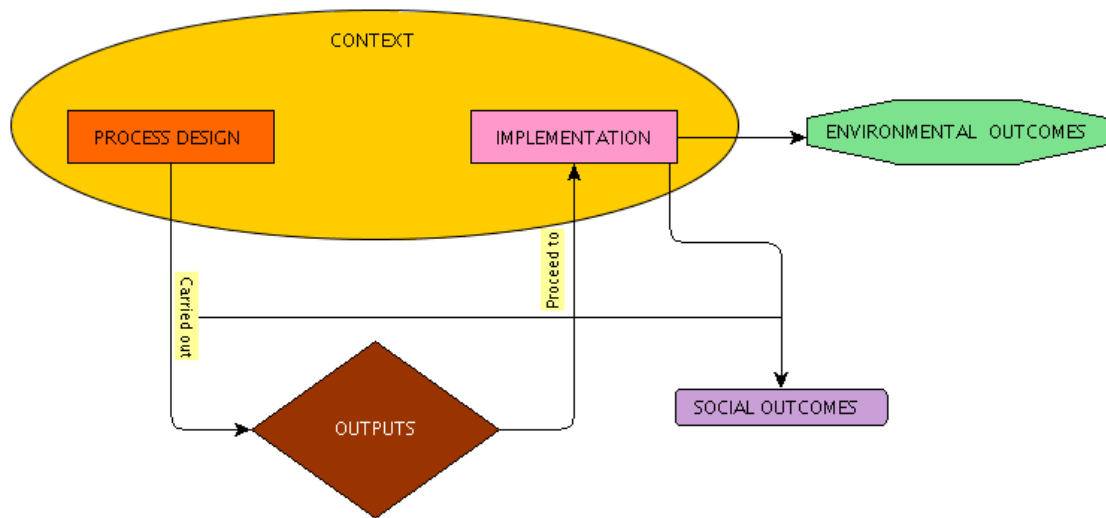 CONTEXT
PROCESS DESIGN
IMPLEMENTATION
ENVIRONMENTAL OUTCOMES
Carried out
Proceed to
SOCIAL OUTCOMES
OUTPUTS